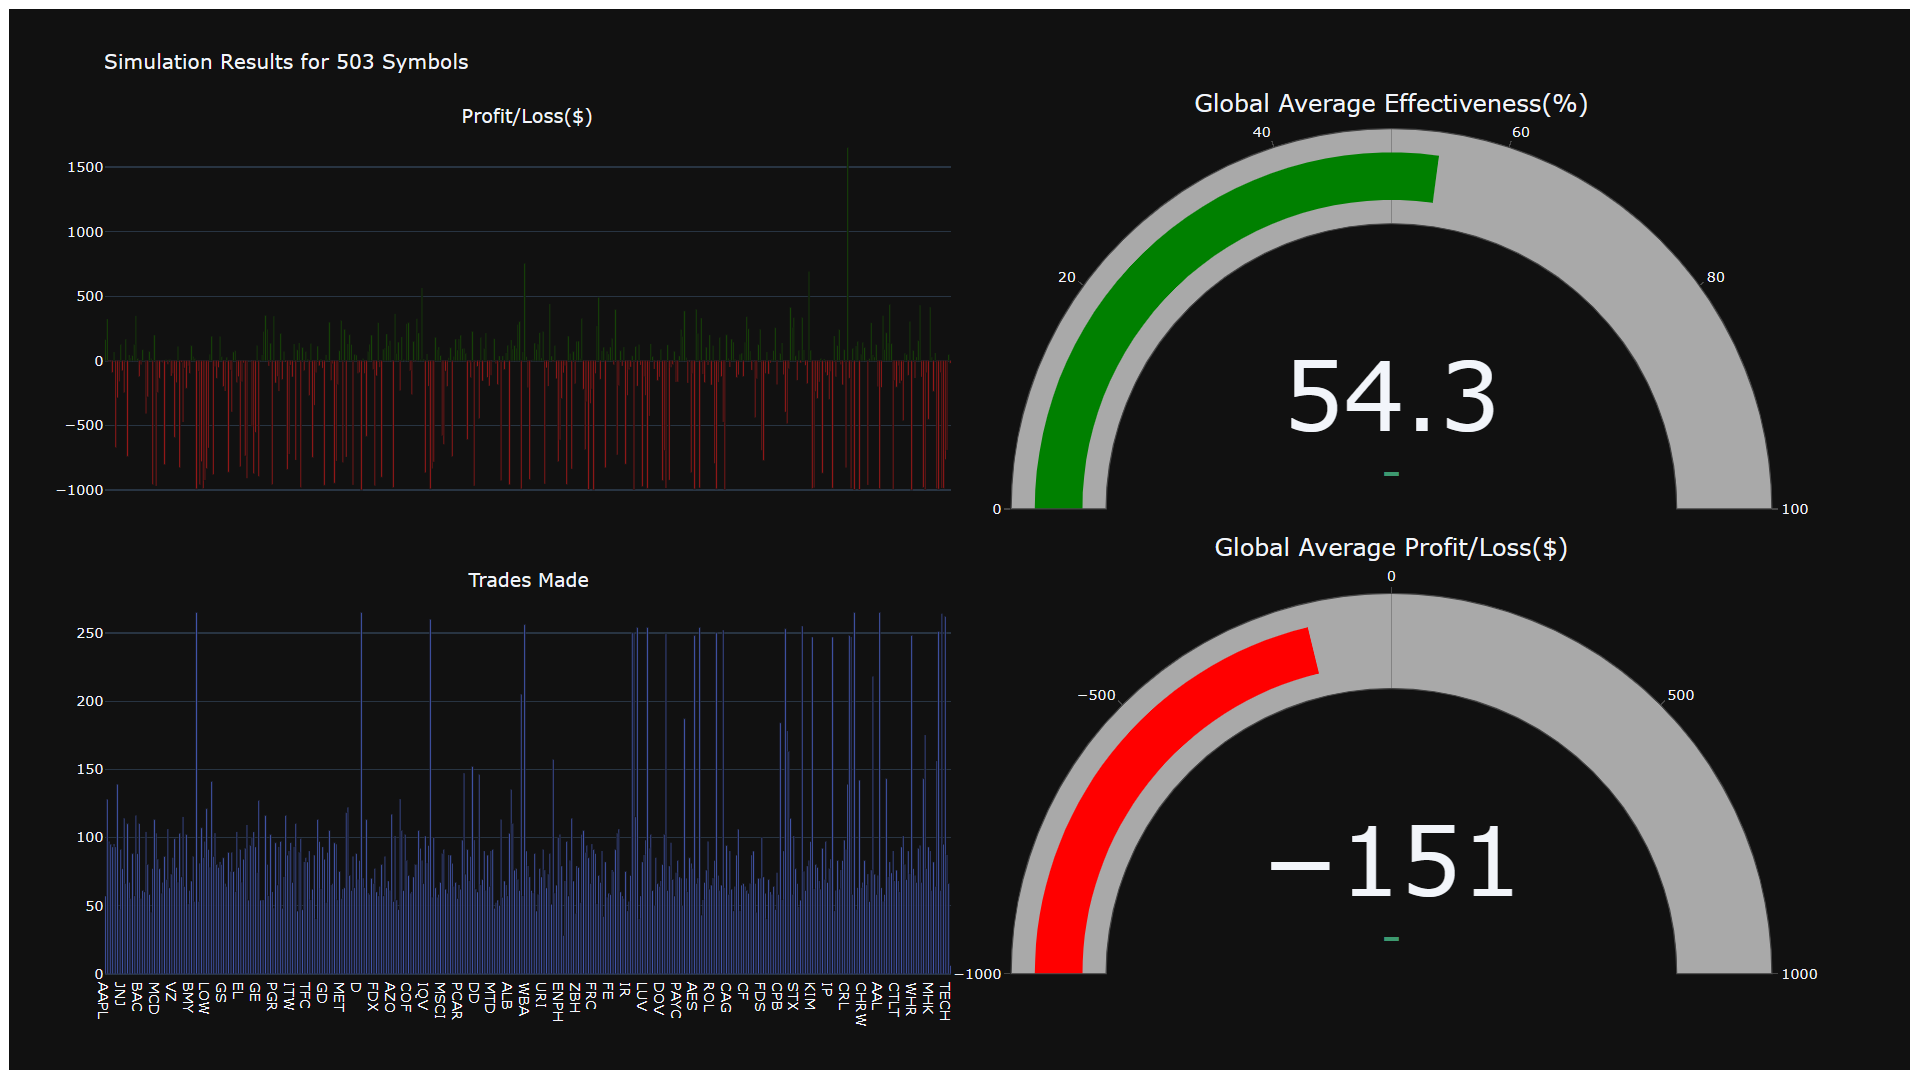 Simulation Results for 503 Symbols
Profit/Loss($)
1500
1000
500
0
−500
−1000
Trades Made
250
200
150
100
50
0
AAPL
JNJ
BAC
MCD
VZ
BMY
LOW
GS
EL
GE
PGR
ITW
TFC
GD
MET
D
FDX
AZO
COF
IQV
MSCI
PCAR
DD
MTD
ALB
WBA
URI
ENPH
ZBH
FRC
FE
IR
LUV
DOV
PAYC
AES
ROL
CAG
CF
FDS
CPB
STX
KIM
IP
CRL
CHRW
AAL
CTLT
WHR
MHK
TECH
Global Average Effectiveness(%)
0
20
40
60
80
100
54.3
Global Average Profit/Loss($)
−1000
−500
0
500
1000
−151